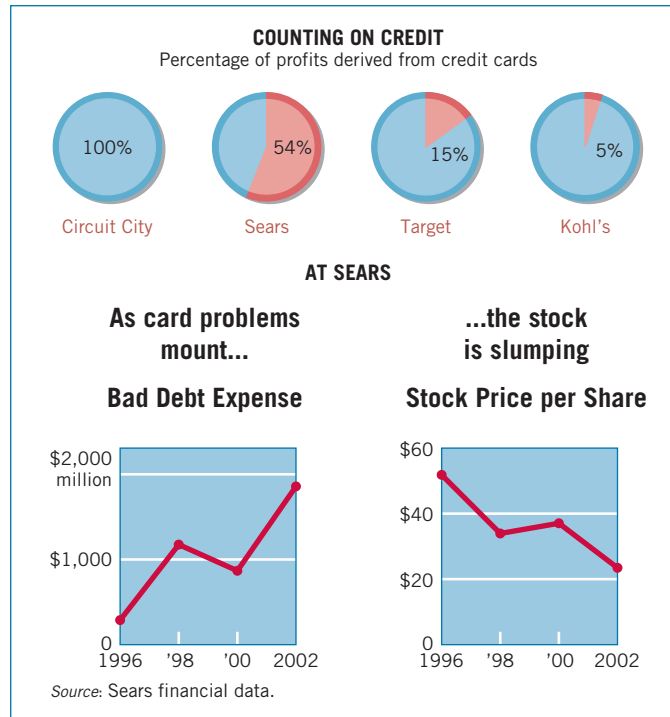 COUNTING ON CREDIT
Percentage of profits derived from credit cards
100%
54%
15%
5%
Circuit City
Sears
Target
Kohl's
AT SEARS
As card problems
mount...
...the stock
is slumping
Bad Debt Expense
Stock Price per Share
$2,000
million
$1,000
0
1996
'98
'00
2002
$60
$40
$20
0
1996
'98
'00
2002
Source: Sears financial data.